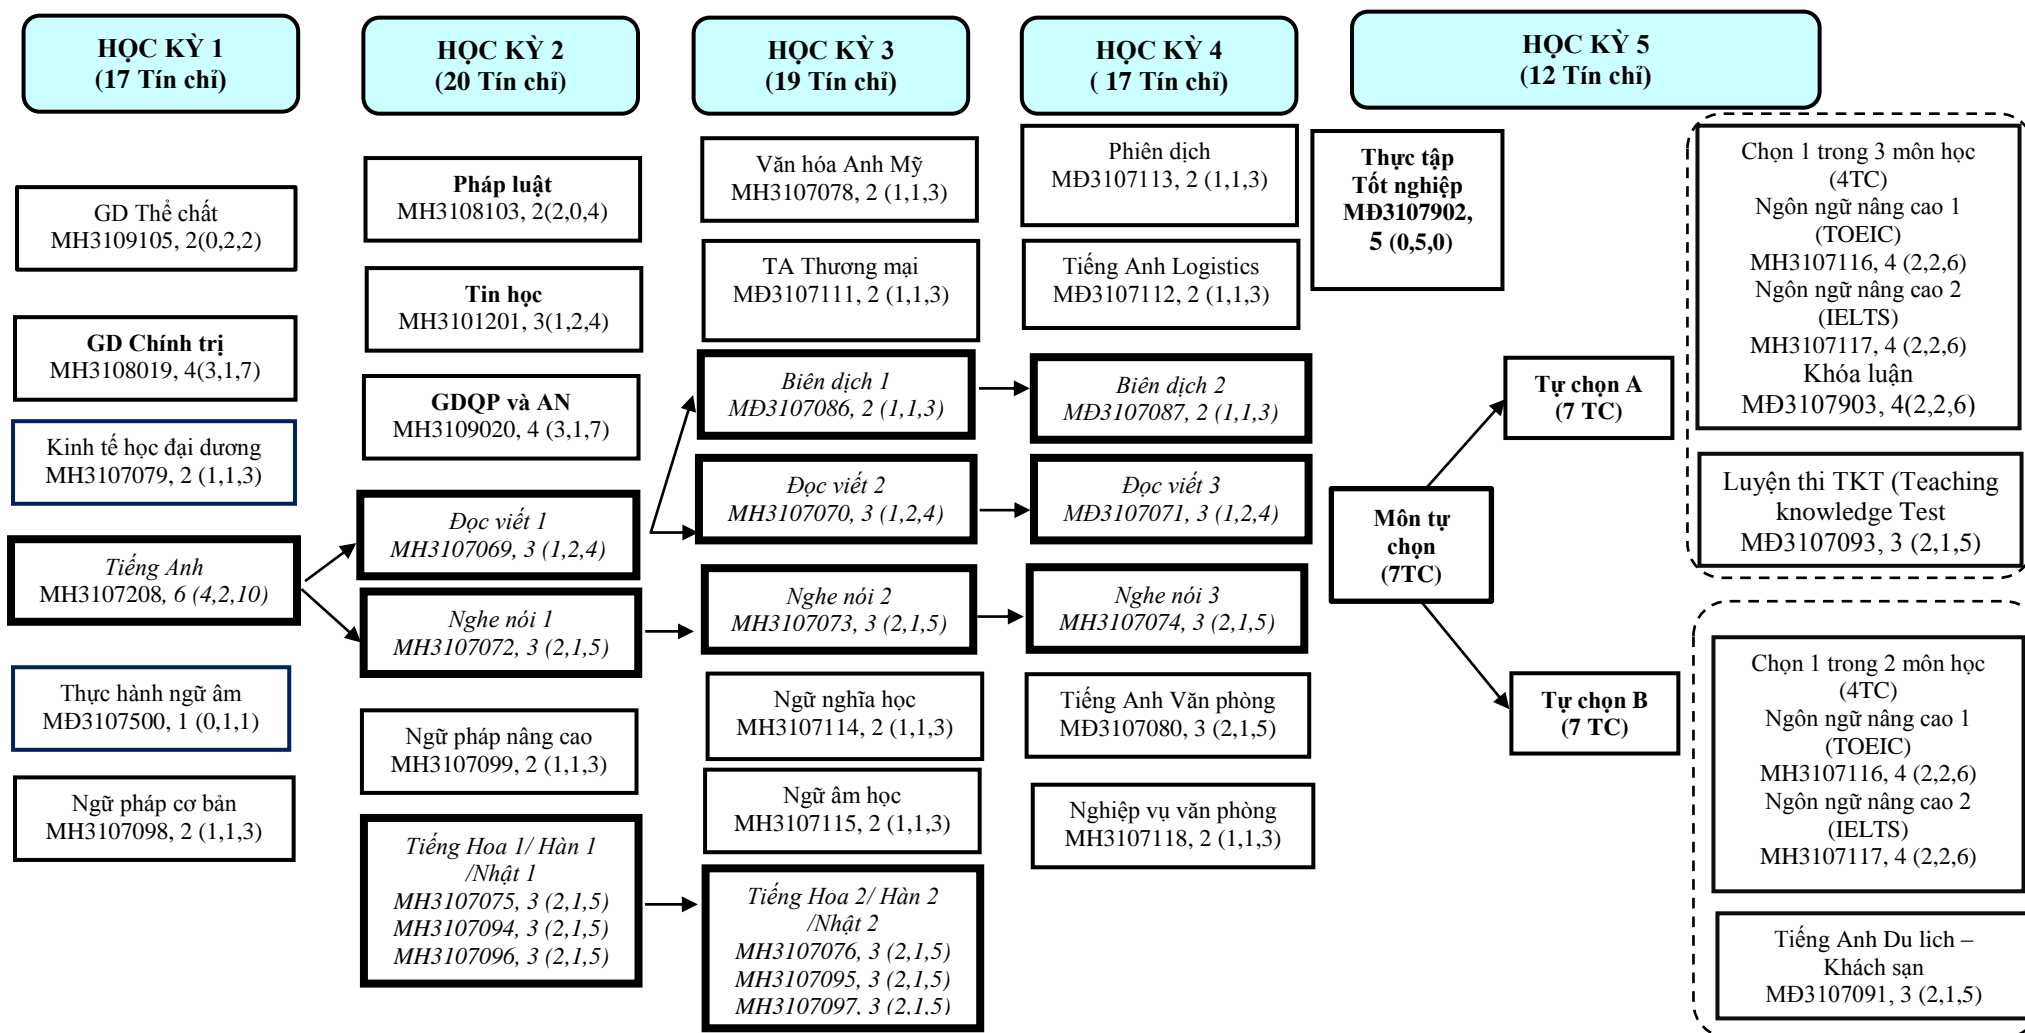 HỌC KỲ 1
(17 Tín chỉ)
GD Thể chất
MH3109105, 2(0,2,2)
GD Chính trị
MH3108019, 4(3,1,7)
Kinh tế học đại dương
MH3107079, 2 (1,1,3)
Tiếng Anh
MH3107208, 6 (4,2,10)
Thực hành ngữ âm
MĐ3107500, 1 (0,1,1)
Ngữ pháp cơ bản
MH3107098, 2 (1,1,3)
HỌC KỲ 2
(20 Tín chỉ)
Pháp luật
MH3108103, 2(2,0,4)
Tin học
MH3101201, 3(1,2,4)
GDQP và AN
MH3109020, 4 (3,1,7)
Đọc viết 1
MH3107069, 3 (1,2,4)
Nghe nói 1
MH3107072, 3 (2,1,5)
Ngữ pháp nâng cao
MH3107099, 2 (1,1,3)
Tiếng Hoa 1/ Hàn 1
/Nhật 1
MH3107075, 3 (2,1,5)
MH3107094, 3 (2,1,5)
MH3107096, 3 (2,1,5)
HỌC KỲ 3
(19 Tín chỉ)
Văn hóa Anh Mỹ
MH3107078, 2 (1,1,3)
TA Thương mại
MĐ3107111, 2 (1,1,3)
Biên dịch 1
MĐ3107086, 2 (1,1,3)
Đọc viết 2
MH3107070, 3 (1,2,4)
Nghe nói 2
MH3107073, 3 (2,1,5)
Ngữ nghĩa học
MH3107114, 2 (1,1,3)
Ngữ âm học
MH3107115, 2 (1,1,3)
Tiếng Hoa 2/ Hàn 2
/Nhật 2
MH3107076, 3 (2,1,5)
MH3107095, 3 (2,1,5)
MH3107097, 3 (2,1,5)
HỌC KỲ 4
( 17 Tín chỉ)
Phiên dịch
MĐ3107113, 2 (1,1,3)
Tiếng Anh Logistics
MĐ3107112, 2 (1,1,3)
Biên dịch 2
MĐ3107087, 2 (1,1,3)
Đọc viết 3
MĐ3107071, 3 (1,2,4)
Nghe nói 3
MH3107074, 3 (2,1,5)
Tiếng Anh Văn phòng
MĐ3107080, 3 (2,1,5)
Nghiệp vụ văn phòng
MH3107118, 2 (1,1,3)
HỌC KỲ 5
(12 Tín chỉ)
Thực tập
Tốt nghiệp
MĐ3107902,
5 (0,5,0)
Môn tự
chọn
(7TC)
Tự chọn A
(7 TC)
Tự chọn B
(7 TC)
Chọn 1 trong 3 môn học
(4TC)
Ngôn ngữ nâng cao 1
(TOEIC)
MH3107116, 4 (2,2,6)
Ngôn ngữ nâng cao 2
(IELTS)
MH3107117, 4 (2,2,6)
Khóa luận
MĐ3107903, 4(2,2,6)
Luyện thi TKT (Teaching
knowledge Test
MĐ3107093, 3 (2,1,5)
Chọn 1 trong 2 môn học
(4TC)
Ngôn ngữ nâng cao 1
(TOEIC)
MH3107116, 4 (2,2,6)
Ngôn ngữ nâng cao 2
(IELTS)
MH3107117, 4 (2,2,6)
Tiếng Anh Du lich –
Khách sạn
MĐ3107091, 3 (2,1,5)